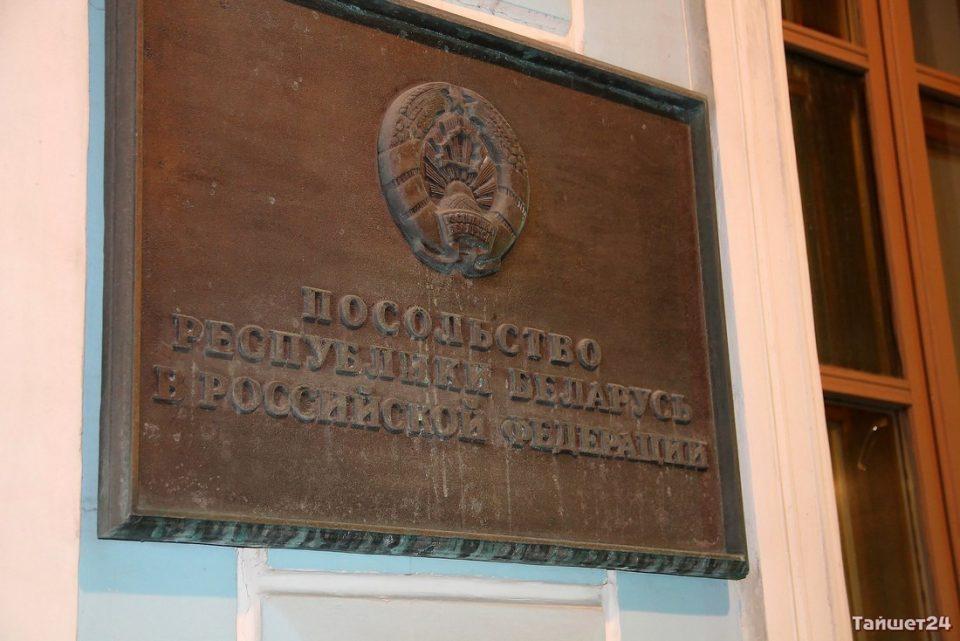 ПОСОЛЬСТВО
РЕСПУБЛИКИ БЕЛАРУСЬ
В РОССИЙСКОЙ ФЕДЕРАЦИИ
Тайшет24